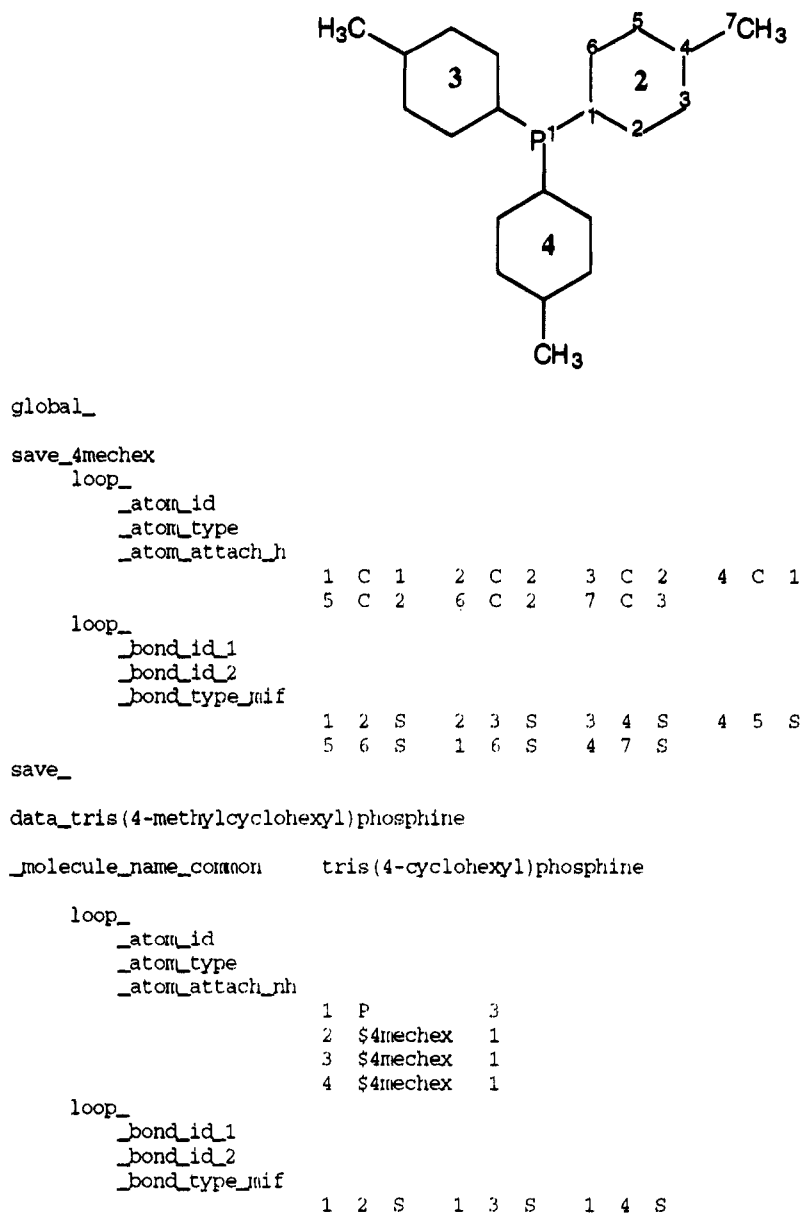 H3C
5
7CH3
6
4
3
2
3
1
2
P1
4
CH3
global_
save_4mechex
loop_
_atom_id
_atom_type
_atom_attach_h
1 C 1 2 C 2 3 C 2 4 C 1
5 C 2 6 C 2 7 C 3
loop_
_bond_id_1
_bond_id_2
_bond_type_mif
1 2 S 2 3 S 3 4 S 4 5 S
5 6 S 1 6 S 4 7 S
save_
data_tris(4-methylcyclohexyl)phosphine
_molecule_name_common tris(4-cyclohexyl)phosphine
loop_
_atom_id
_atom_type
_atom_attach_nh
1 P 3
2 $4mechex 1
3 $4mechex 1
4 $4mechex 1
loop_
_bond_id_1
_bond_id_2
_bond_type_mif
1 2 S 1 3 S 1 4 S